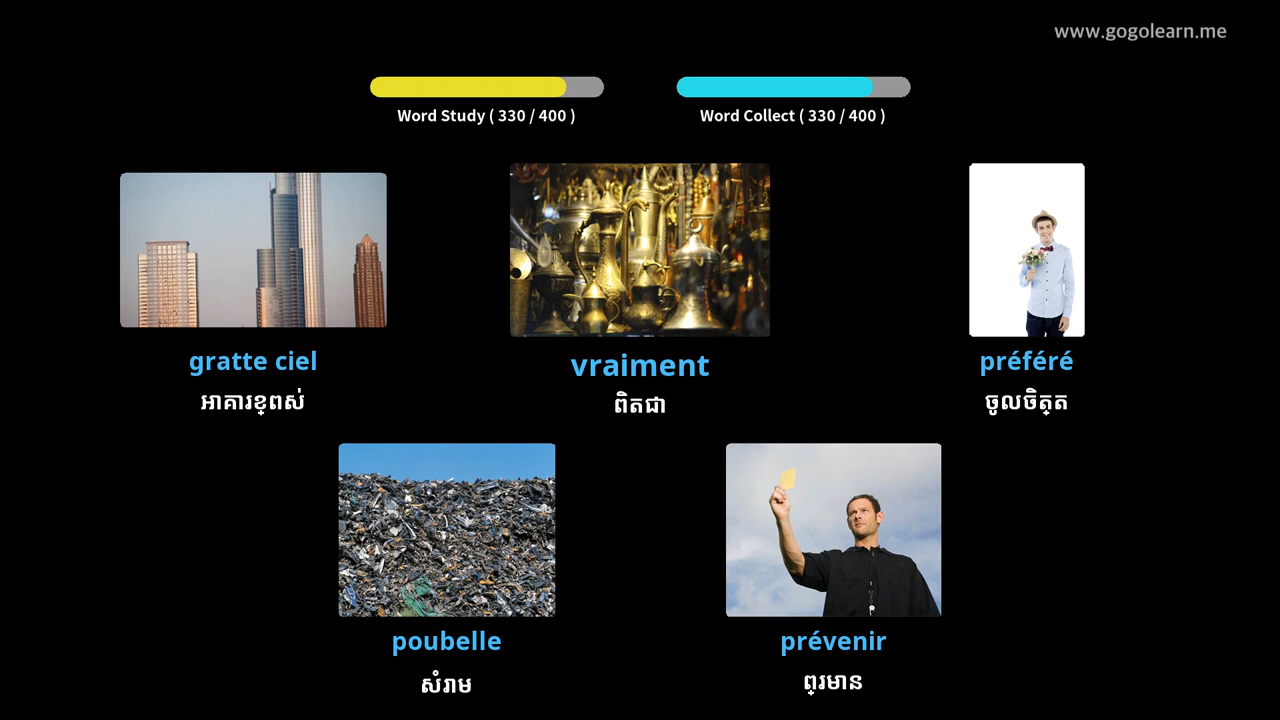 www.gogolearn.me
Word Study ( 330 / 400 )
Word Collect ( 330 / 400 )
gratte ciel
អាគារខ្ពស់
vraiment
ពិតជា
préféré
ចូលចិត្ត
poubelle
សំរាម
prévenir
ព្រមាន